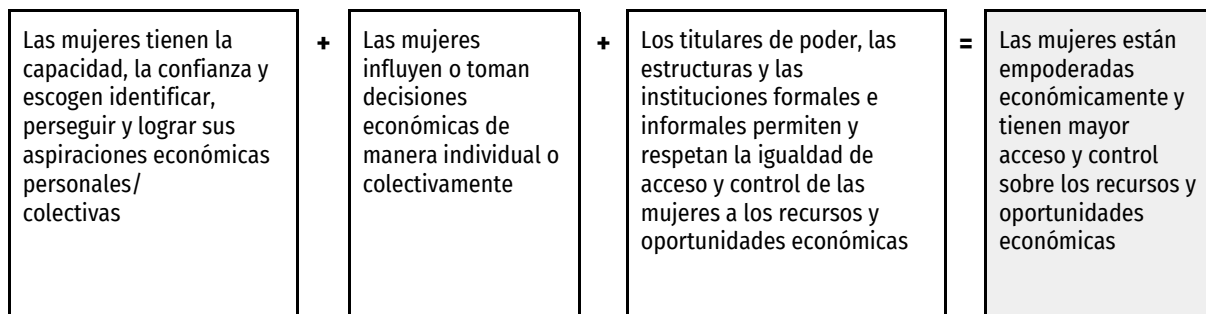 Las mujeres tienen la
capacidad, la confianza y
escogen identificar,
perseguir y lograr sus
aspiraciones económicas
personales/
colectivas
+
Las mujeres
influyen o toman
decisiones
económicas de
manera individual o
colectivamente
+
Los titulares de poder, las
estructuras y las
instituciones formales e
informales permiten y
respetan la igualdad de
acceso y control de las
mujeres a los recursos y
oportunidades económicas
=
Las mujeres están
empoderadas
económicamente y
tienen mayor
acceso y control
sobre los recursos y
oportunidades
económicas